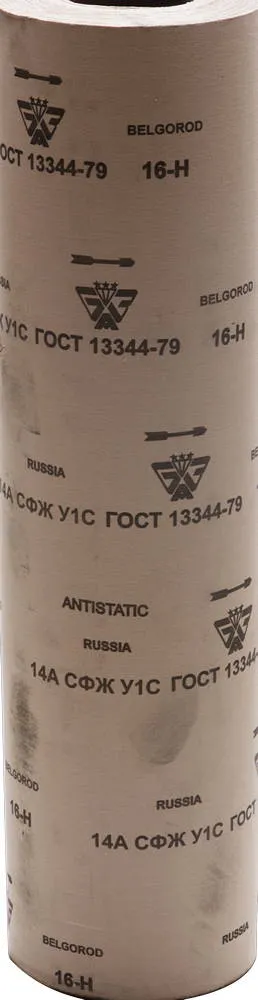 BELGOROD
ГОСТ 13344-79 16-Н
BELGOROD
У1С ГОСТ 13344-79 16-Н
RUSSIA
14А СФЖ У1С ГОСТ 13344-79
ANTISTATIC
RUSSIA
14А СФЖ У1С ГОСТ 13344-
BELGOROD
RUSSIA
16-Н
14А СФЖ У1С ГОСТ
BELGOROD
RUSSIA
16-Н